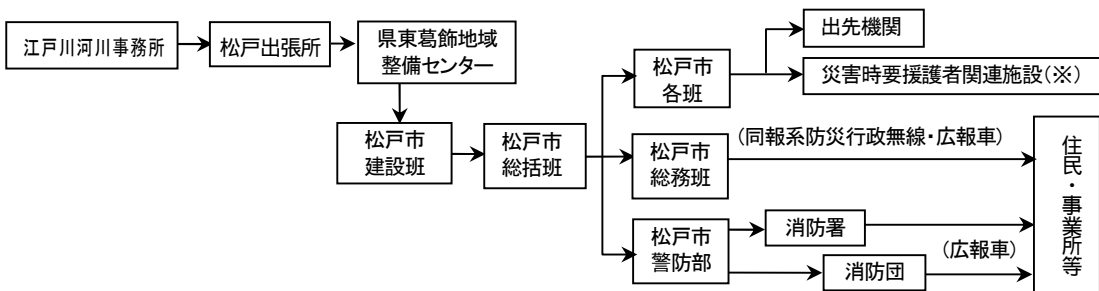 江戸川河川事務所
松戸出張所
県東葛飾地域
整備センター
松戸市
建設班
松戸市
総括班
松戸市
各班
出先機関
災害時要援護者関連施設(※)
松戸市
総務班
(同報系防災行政無線・広報車)
松戸市
警防部
消防署
消防団
(広報車)
住民・事業所等